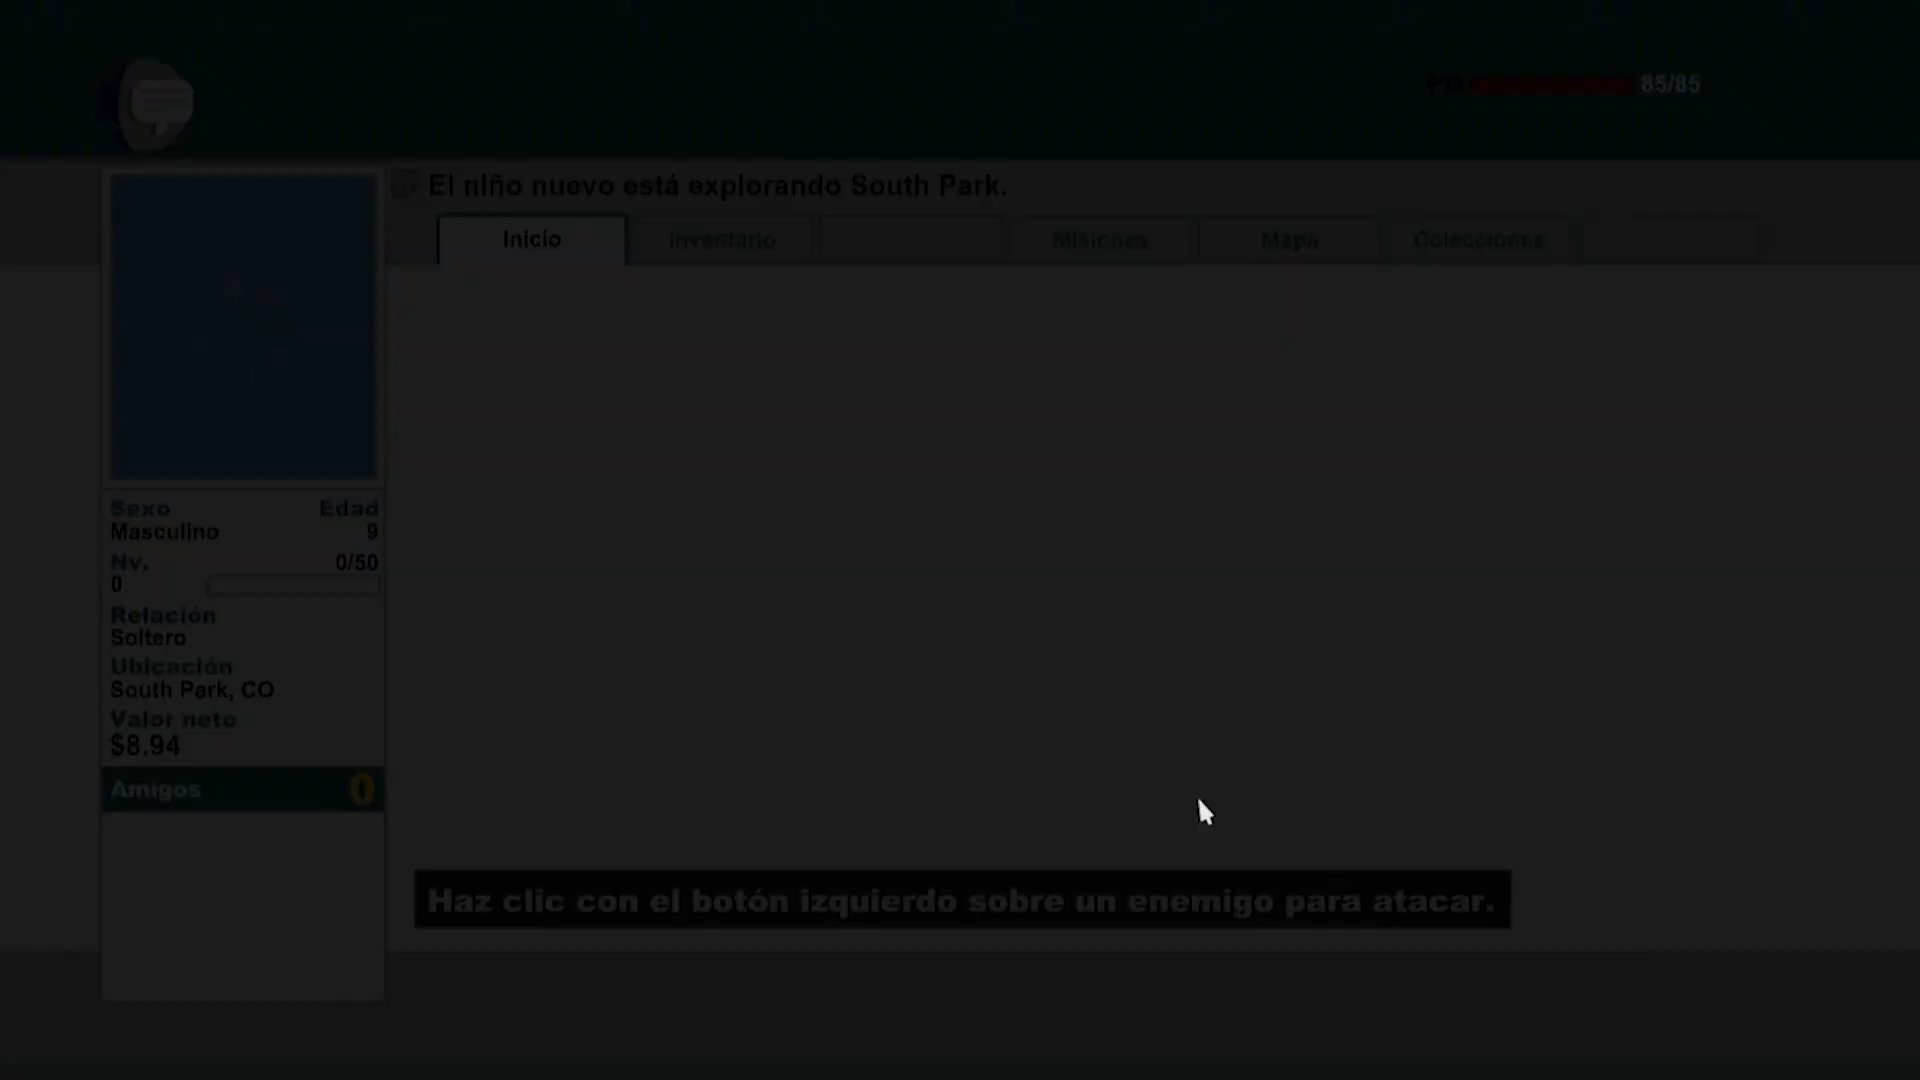 85/85
El niño nuevo está explorando South Park.
Inicio
Inventario
Misiones
Mapa
Colecciones
Sexo
Edad
Masculino
9
Nv.
0/50
0
Relación
Soltero
Ubicación
South Park, CO
Valor neto
$8.94
Amigos
0
Haz clic con el botón izquierdo sobre un enemigo para atacar.